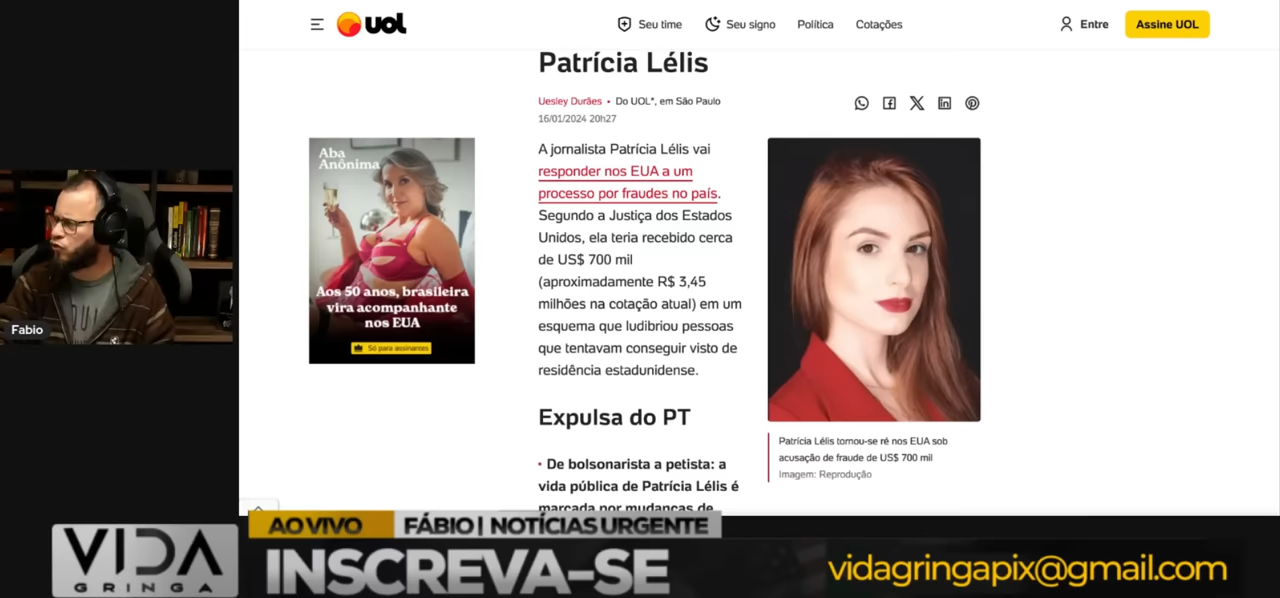 uol
Seu time
Seu signo
Política
Cotações
Entre
Assine UOL
Patrícia Lélis
Uesley Durães • Do UOL*, em São Paulo
16/01/2024 20h27
Aba
Anônima
Aos 50 anos, brasileira
vira acompanhante
nos EUA
Só para assinantes
A jornalista Patrícia Lélis vai
responder nos EUA a um
processo por fraudes no país.
Segundo a Justiça dos Estados
Unidos, ela teria recebido cerca
de US$ 700 mil
(aproximadamente R$ 3,45
milhões na cotação atual) em um
esquema que ludibriou pessoas
que tentavam conseguir visto de
residência estadunidense.
Expulsa do PT
• De bolsonarista a petista: a
vida pública de Patrícia Lélis é
marcada por mudanças de
Patrícia Lélis tornou-se ré nos EUA sob
acusação de fraude de US$ 700 mil
Imagem: Reprodução
Fabio
VIDA
GRINGA
AO VIVO
FÁBIO | NOTÍCIAS URGENTE
INSCREVA-SE
vidagringapix@gmail.com